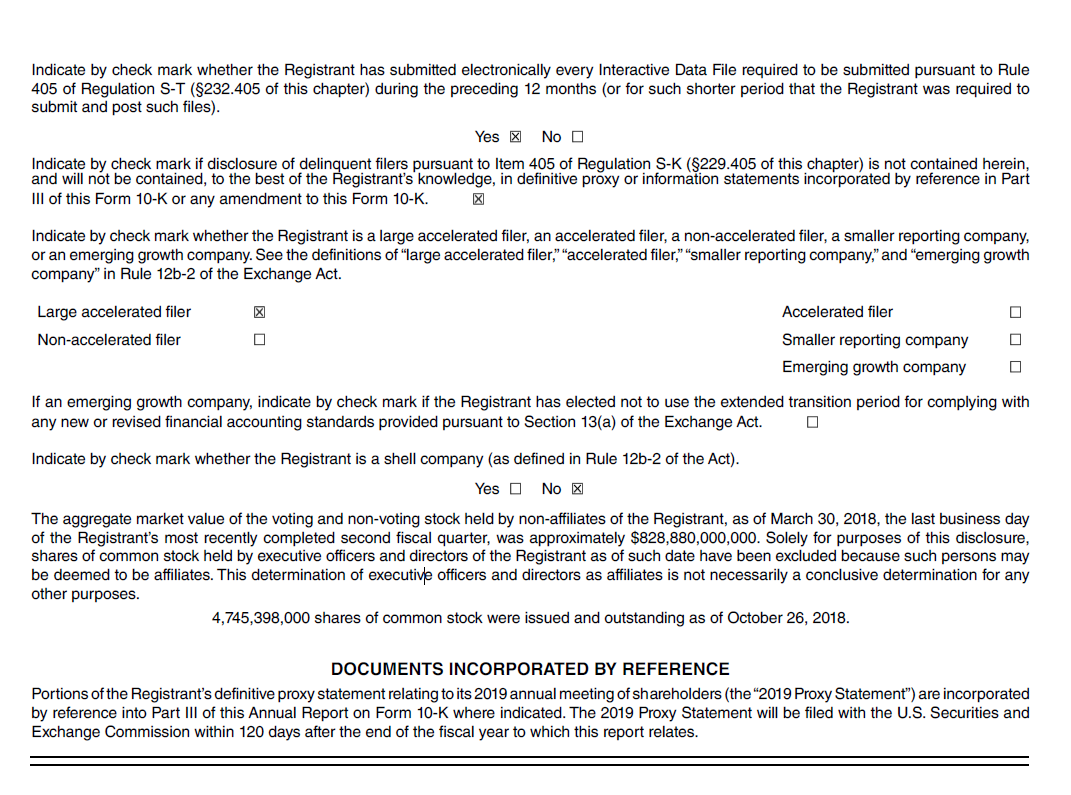 Indicate by check mark whether the Registrant has submitted electronically every Interactive Data File required to be submitted pursuant to Rule
405 of Regulation S-T (§232.405 of this chapter) during the preceding 12 months (or for such shorter period that the Registrant was required to
submit and post such files).
Yes ☒ No ☐
Indicate by check mark if disclosure of delinquent filers pursuant to Item 405 of Regulation S-K (§229.405 of this chapter) is not contained herein,
and will not be contained, to the best of the Registrant's knowledge, in definitive proxy or information statements incorporated by reference in Part
III of this Form 10-K or any amendment to this Form 10-K. ☒
Indicate by check mark whether the Registrant is a large accelerated filer, an accelerated filer, a non-accelerated filer, a smaller reporting company,
or an emerging growth company. See the definitions of "large accelerated filer," "accelerated filer," "smaller reporting company," and "emerging growth
company" in Rule 12b-2 of the Exchange Act.
Large accelerated filer ☒ Accelerated filer ☐
Non-accelerated filer ☐ Smaller reporting company ☐
Emerging growth company ☐
If an emerging growth company, indicate by check mark if the Registrant has elected not to use the extended transition period for complying with
any new or revised financial accounting standards provided pursuant to Section 13(a) of the Exchange Act. ☐
Indicate by check mark whether the Registrant is a shell company (as defined in Rule 12b-2 of the Act).
Yes ☐ No ☒
The aggregate market value of the voting and non-voting stock held by non-affiliates of the Registrant, as of March 30, 2018, the last business day
of the Registrant's most recently completed second fiscal quarter, was approximately $828,880,000,000. Solely for purposes of this disclosure,
shares of common stock held by executive officers and directors of the Registrant as of such date have been excluded because such persons may
be deemed to be affiliates. This determination of executive officers and directors as affiliates is not necessarily a conclusive determination for any
other purposes.
4,745,398,000 shares of common stock were issued and outstanding as of October 26, 2018.
DOCUMENTS INCORPORATED BY REFERENCE
Portions of the Registrant's definitive proxy statement relating to its 2019 annual meeting of shareholders (the "2019 Proxy Statement") are incorporated
by reference into Part III of this Annual Report on Form 10-K where indicated. The 2019 Proxy Statement will be filed with the U.S. Securities and
Exchange Commission within 120 days after the end of the fiscal year to which this report relates.